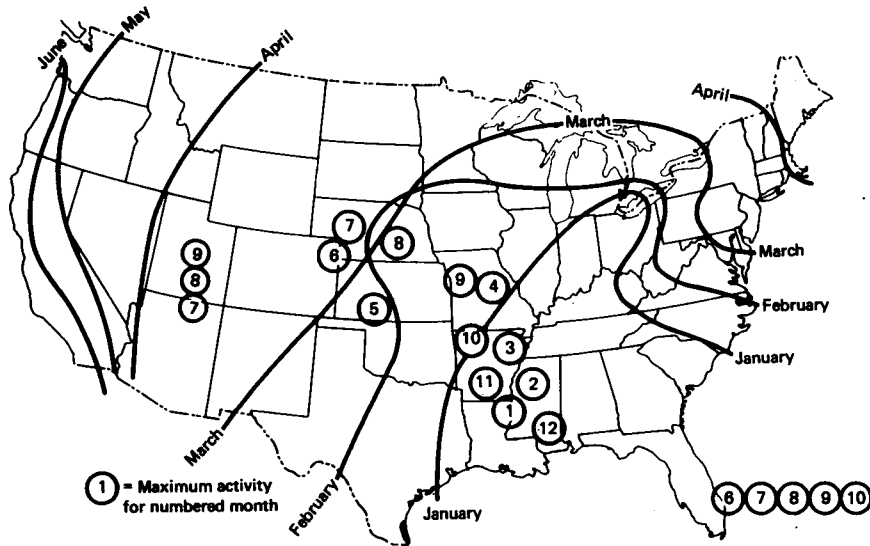 June
May
April
April
March
7
6
8
9
8
7
9
4
5
10
3
11
2
1
12
March
February
January
March
February
January
1 = Maximum activity
for numbered month
6 7 8 9 10